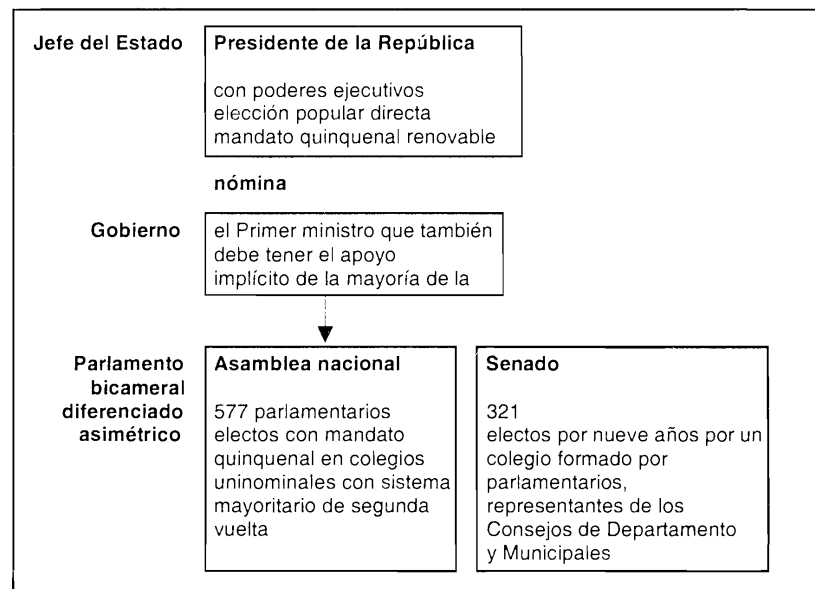 Jefe del Estado
Presidente de la República
con poderes ejecutivos
elección popular directa
mandato quinquenal renovable
nómina
Gobierno
el Primer ministro que también
debe tener el apoyo
implícito de la mayoría de la
Parlamento
bicameral
diferenciado
asimétrico
Asamblea nacional
577 parlamentarios
electos con mandato
quinquenal en colegios
uninominales con sistema
mayoritario de segunda
vuelta
Senado
321
electos por nueve años por un
colegio formado por
parlamentarios,
representantes de los
Consejos de Departamento
y Municipales